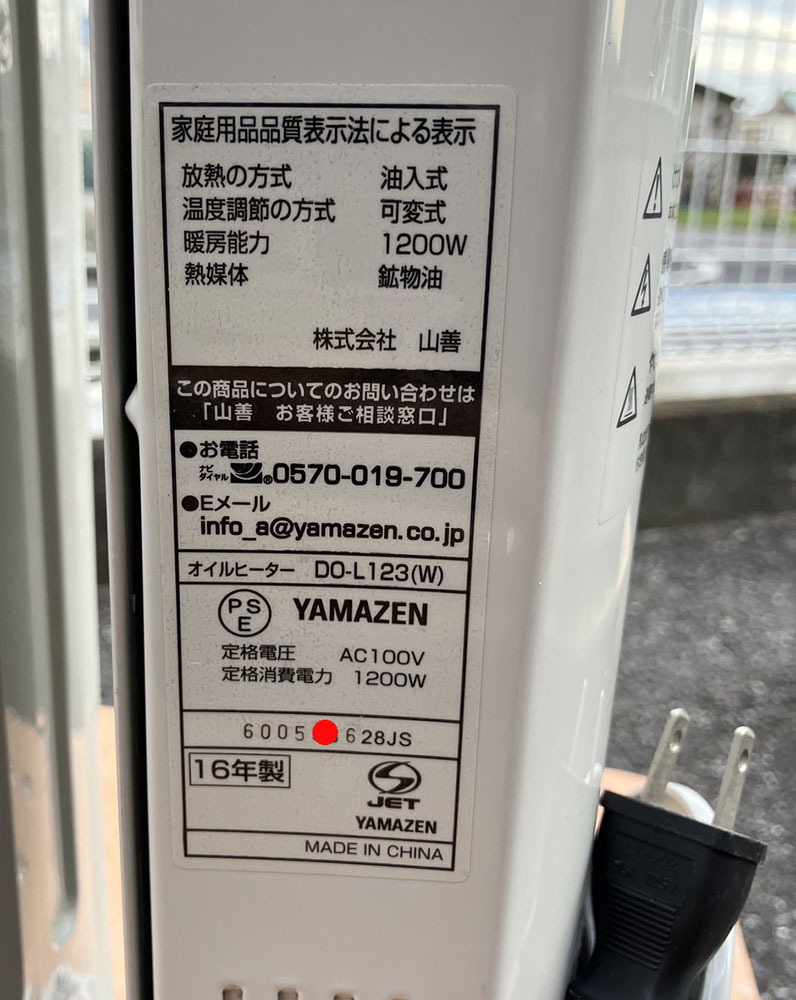 家庭用品品質表示法による表示
放熱の方式 油入式
温度調節の方式 可変式
暖房能力 1200W
熱媒体 鉱物油
株式会社 山善
この商品についてのお問い合わせは
「山善 お客様ご相談窓口」
●お電話
ナビダイヤル®0570-019-700
●Eメール
info_a@yamazen.co.jp
オイルヒーター DO-L123(W)
PSE YAMAZEN
定格電圧 AC100V
定格消費電力 1200W
6005 628JS
16年製
JET
YAMAZEN
MADE IN CHINA